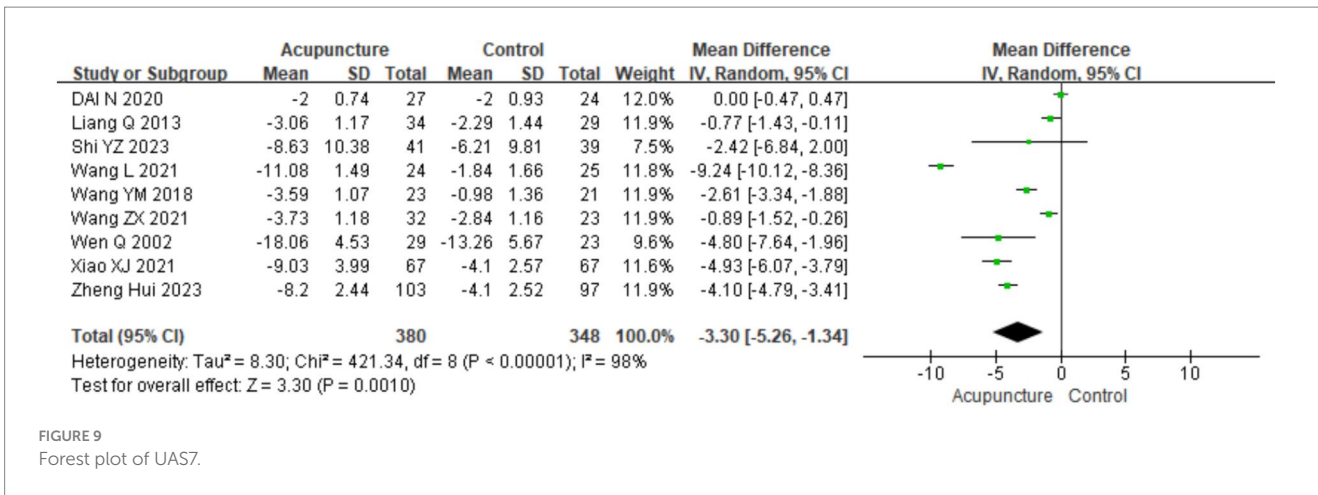 Acupuncture Control Mean Difference Mean Difference
Study or Subgroup Mean SD Total Mean SD Total Weight IV, Random, 95% CI IV, Random, 95% CI
DAI N 2020 -2 0.74 27 -2 0.93 24 12.0% 0.00 [-0.47, 0.47]
Liang Q 2013 -3.06 1.17 34 -2.29 1.44 29 11.9% -0.77 [-1.43, -0.11]
Shi YZ 2023 -8.63 10.38 41 -6.21 9.81 39 7.5% -2.42 [-6.84, 2.00]
Wang L 2021 -11.08 1.49 24 -1.84 1.66 25 11.8% -9.24 [-10.12, -8.36]
Wang YM 2018 -3.59 1.07 23 -0.98 1.36 21 11.9% -2.61 [-3.34, -1.88]
Wang ZX 2021 -3.73 1.18 32 -2.84 1.16 23 11.9% -0.89 [-1.52, -0.26]
Wen Q 2002 -18.06 4.53 29 -13.26 5.67 23 9.6% -4.80 [-7.64, -1.96]
Xiao XJ 2021 -9.03 3.99 67 -4.1 2.57 67 11.6% -4.93 [-6.07, -3.79]
Zheng Hui 2023 -8.2 2.44 103 -4.1 2.52 97 11.9% -4.10 [-4.79, -3.41]
Total (95% CI) 380 348 100.0% -3.30 [-5.26, -1.34]
Heterogeneity: Tau² = 8.30; Chi² = 421.34, df = 8 (P < 0.00001); I² = 98%
Test for overall effect: Z = 3.30 (P = 0.0010)
-10 -5 0 5 10
Acupuncture Control
FIGURE 9
Forest plot of UAS7.